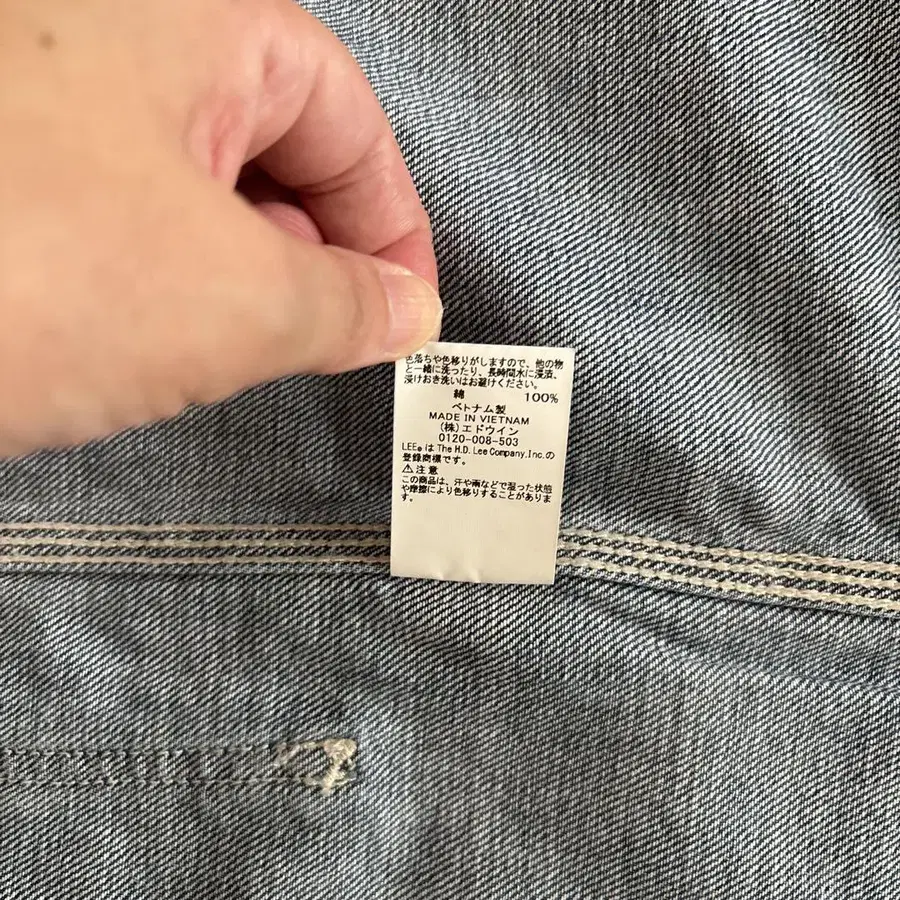 色落ちや色移りがしますので、他の物
と一緒に洗ったり、長時間水に浸漬、
浸けおき洗いはお避けください。
綿 100%
ベトナム製
MADE IN VIETNAM
(株)エドウイン
0120-008-503
LEE® は The H.D. Lee Company,Inc.の
登録商標です。
⚠注意
この商品は、汗や雨などで湿った状態
や摩擦により色移りすることがありま
す。